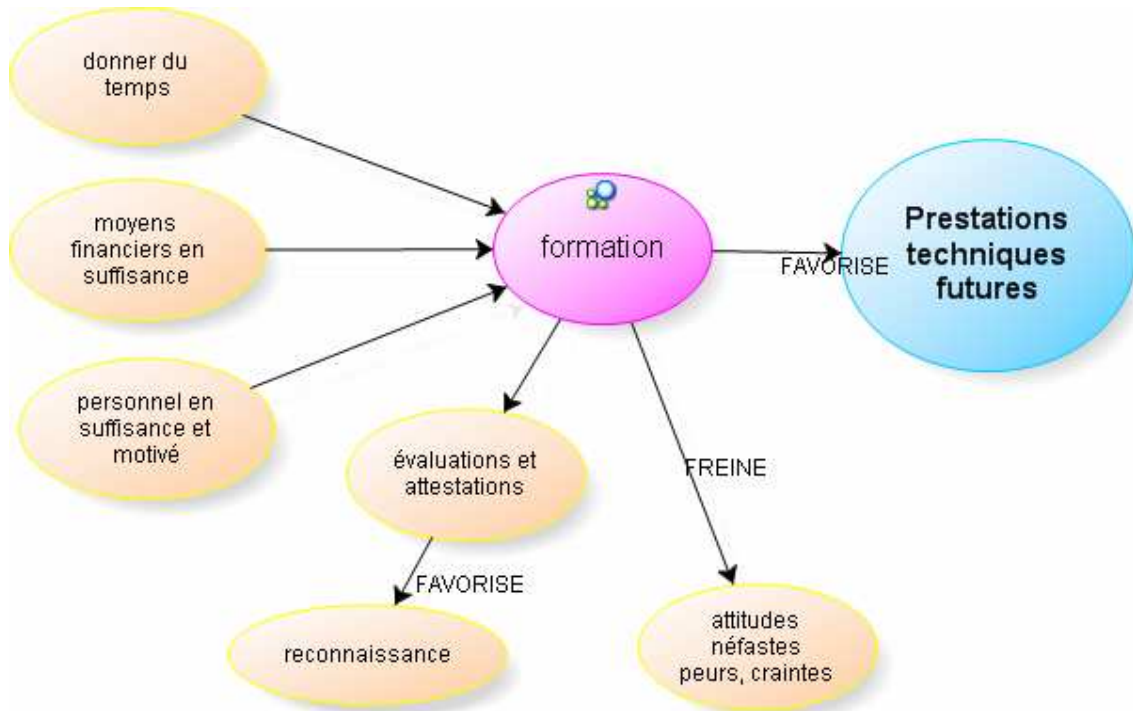 donner du
temps
moyens
financiers en
suffisance
personnel en
suffisance et
motivé
formation
FAVORISE
Prestations
techniques
futures
évaluations et
attestations
FREINE
FAVORISE
reconnaissance
attitudes
néfastes
peurs, craintes